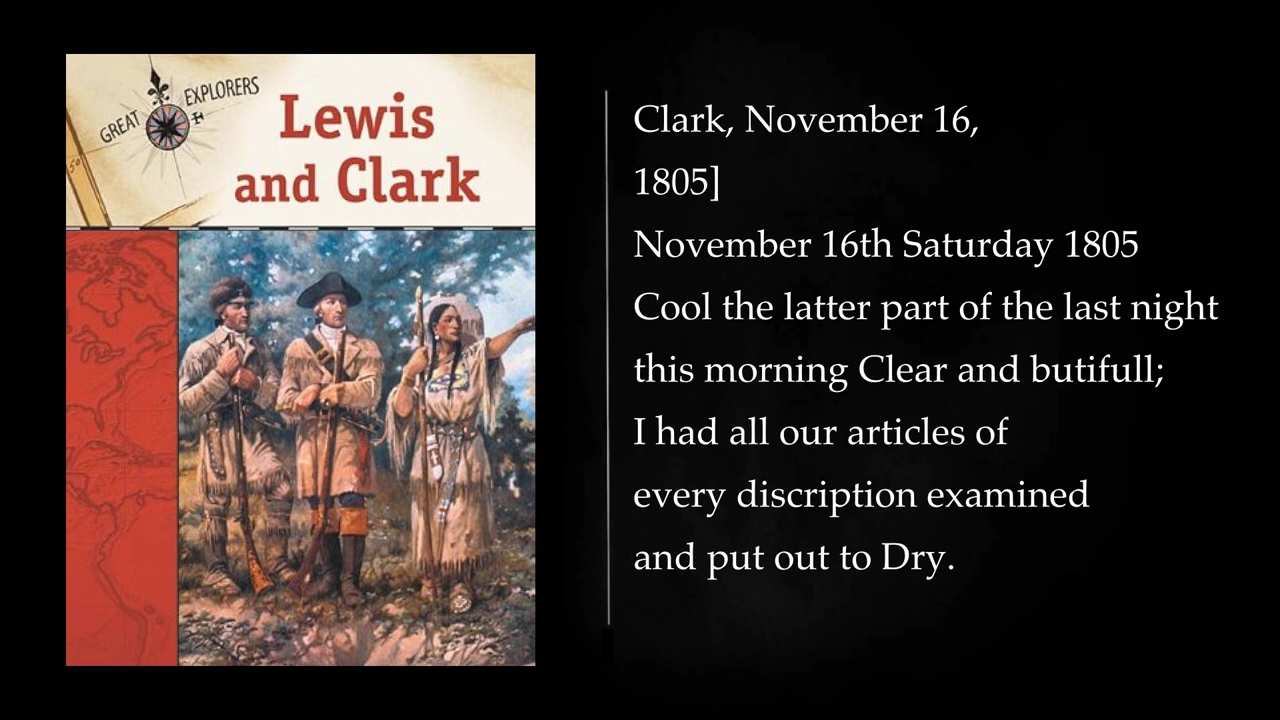 GREAT EXPLORERS
Lewis
and Clark
50
Clark, November 16,
1805]
November 16th Saturday 1805
Cool the latter part of the last night
this morning Clear and butifull;
I had all our articles of
every discription examined
and put out to Dry.